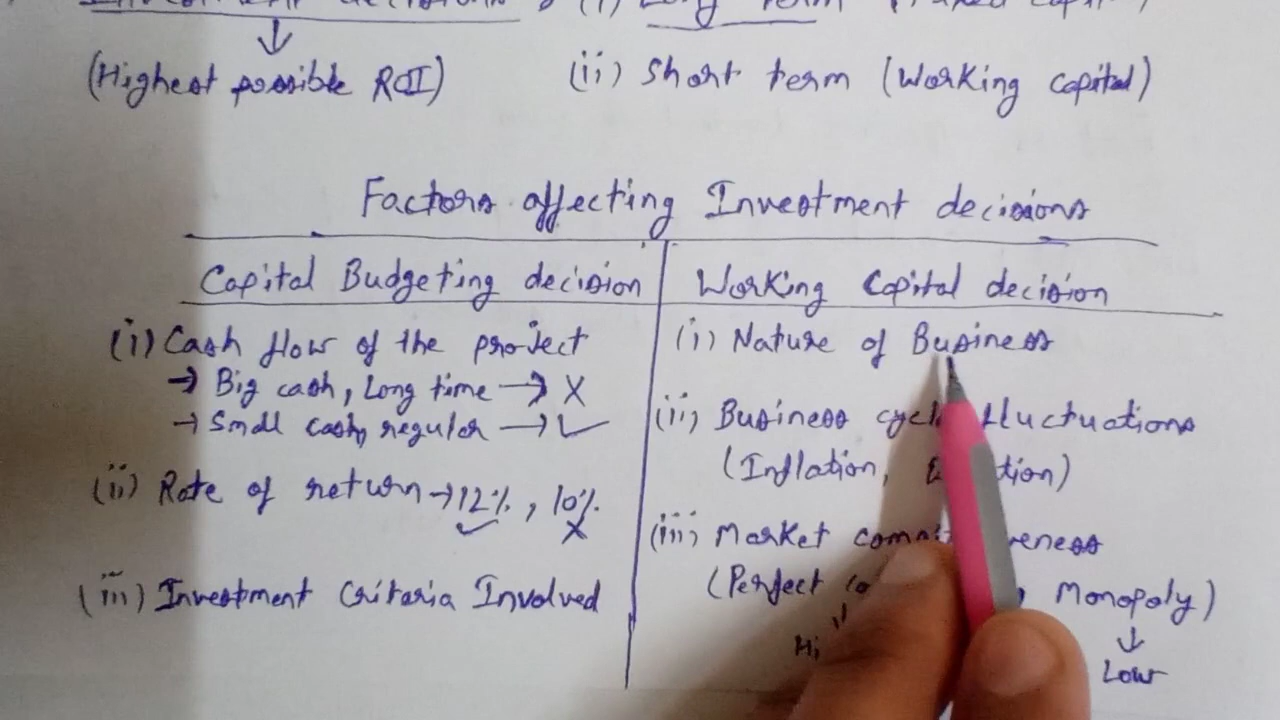 (Highest possible ROI)
(ii) Short term (Working capital)
Factors affecting Investment decisions
Capital Budgeting decision
(i) Cash flow of the project
→ Big cash, Long time → X
→ Small cash, regular → ✓
(ii) Rate of return → 12% ✓, 10% X
(iii) Investment Criteria Involved
Working Capital decision
(i) Nature of Business
(ii) Business fluctuations
(Inflation,
(iii) Market
(Perfect , Monopoly)
↓
Low